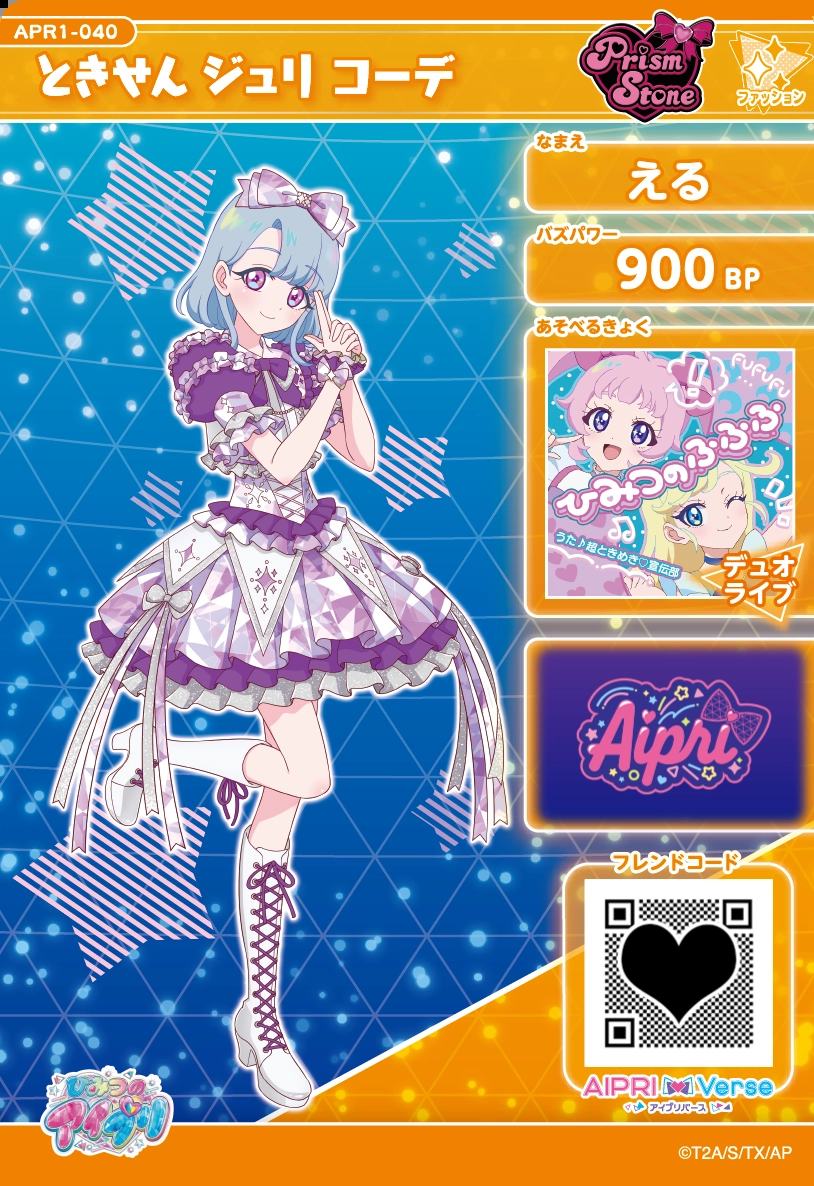 APR1-040
ときせん ジュリ コーデ
Prism
Stone
ファッション
なまえ
える
バズパワー
900 BP
あそべるきょく
FUFUFU
ひみつのふふふ
うた♪超ときめき♡宣伝部
デュオ
ライブ
Aipri
フレンドコード
AIPRI Verse
アイプリバース
ひみつの
アイプリ
©T2A/S/TX/AP